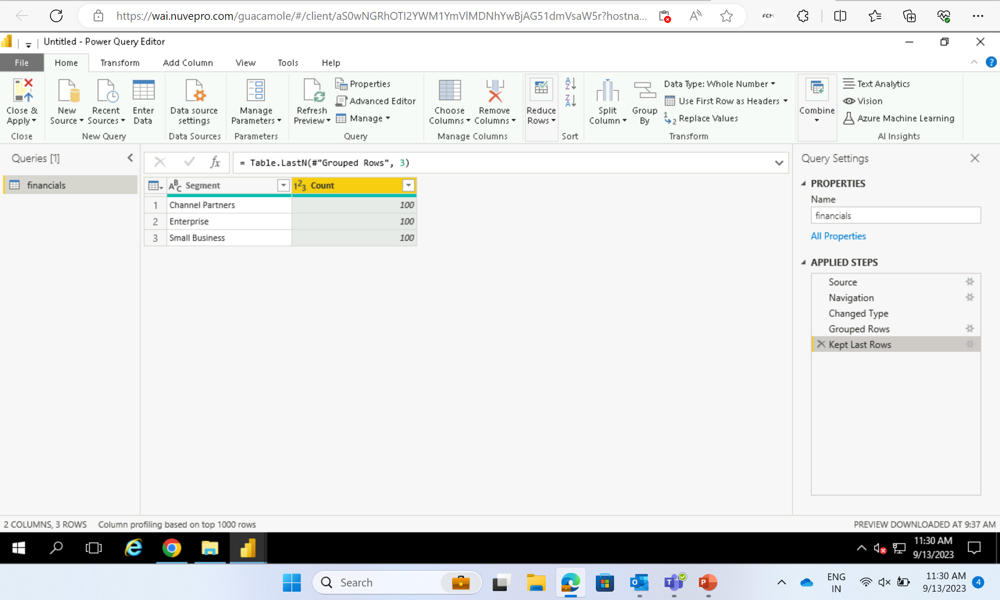 https://wai.nuvepro.com/guacamole/#/client/aS0wNGRhOTI2YWM1YmVlMDNhYwBjAG51dmVsaW5r?hostna...
FCM
Untitled - Power Query Editor
File Home Transform Add Column View Tools Help
Close & Apply
New Source
Recent Sources
Enter Data
Data source settings
Manage Parameters
Refresh Preview
Properties
Advanced Editor
Manage
Choose Columns
Remove Columns
Reduce Rows
Split Column
Group By
Data Type: Whole Number
Use First Row as Headers
Replace Values
Combine
Text Analytics
Vision
Azure Machine Learning
Close New Query Data Sources Parameters Query Manage Columns Sort Transform AI Insights
Queries [1]
financials
fx = Table.LastN(#"Grouped Rows", 3)
ABC Segment 123 Count
1 Channel Partners 100
2 Enterprise 100
3 Small Business 100
Query Settings
PROPERTIES
Name
financials
All Properties
APPLIED STEPS
Source
Navigation
Changed Type
Grouped Rows
Kept Last Rows
2 COLUMNS, 3 ROWS Column profiling based on top 1000 rows
PREVIEW DOWNLOADED AT 9:37 AM
11:30 AM
9/13/2023
Search
ENG
IN
11:30 AM
9/13/2023
4